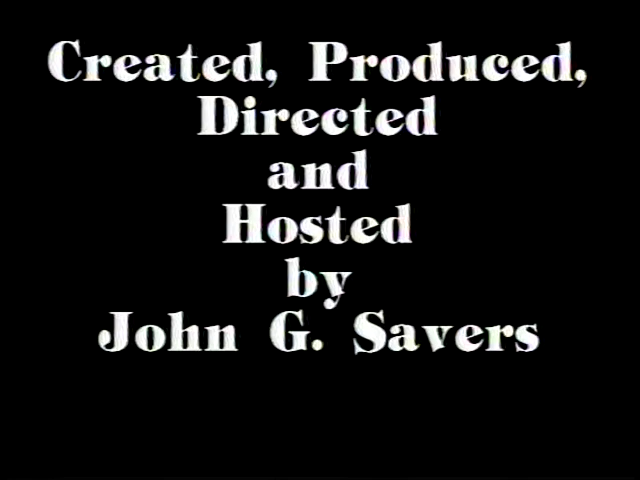 Created, Produced,
Directed
and
Hosted
by
John G. Savers